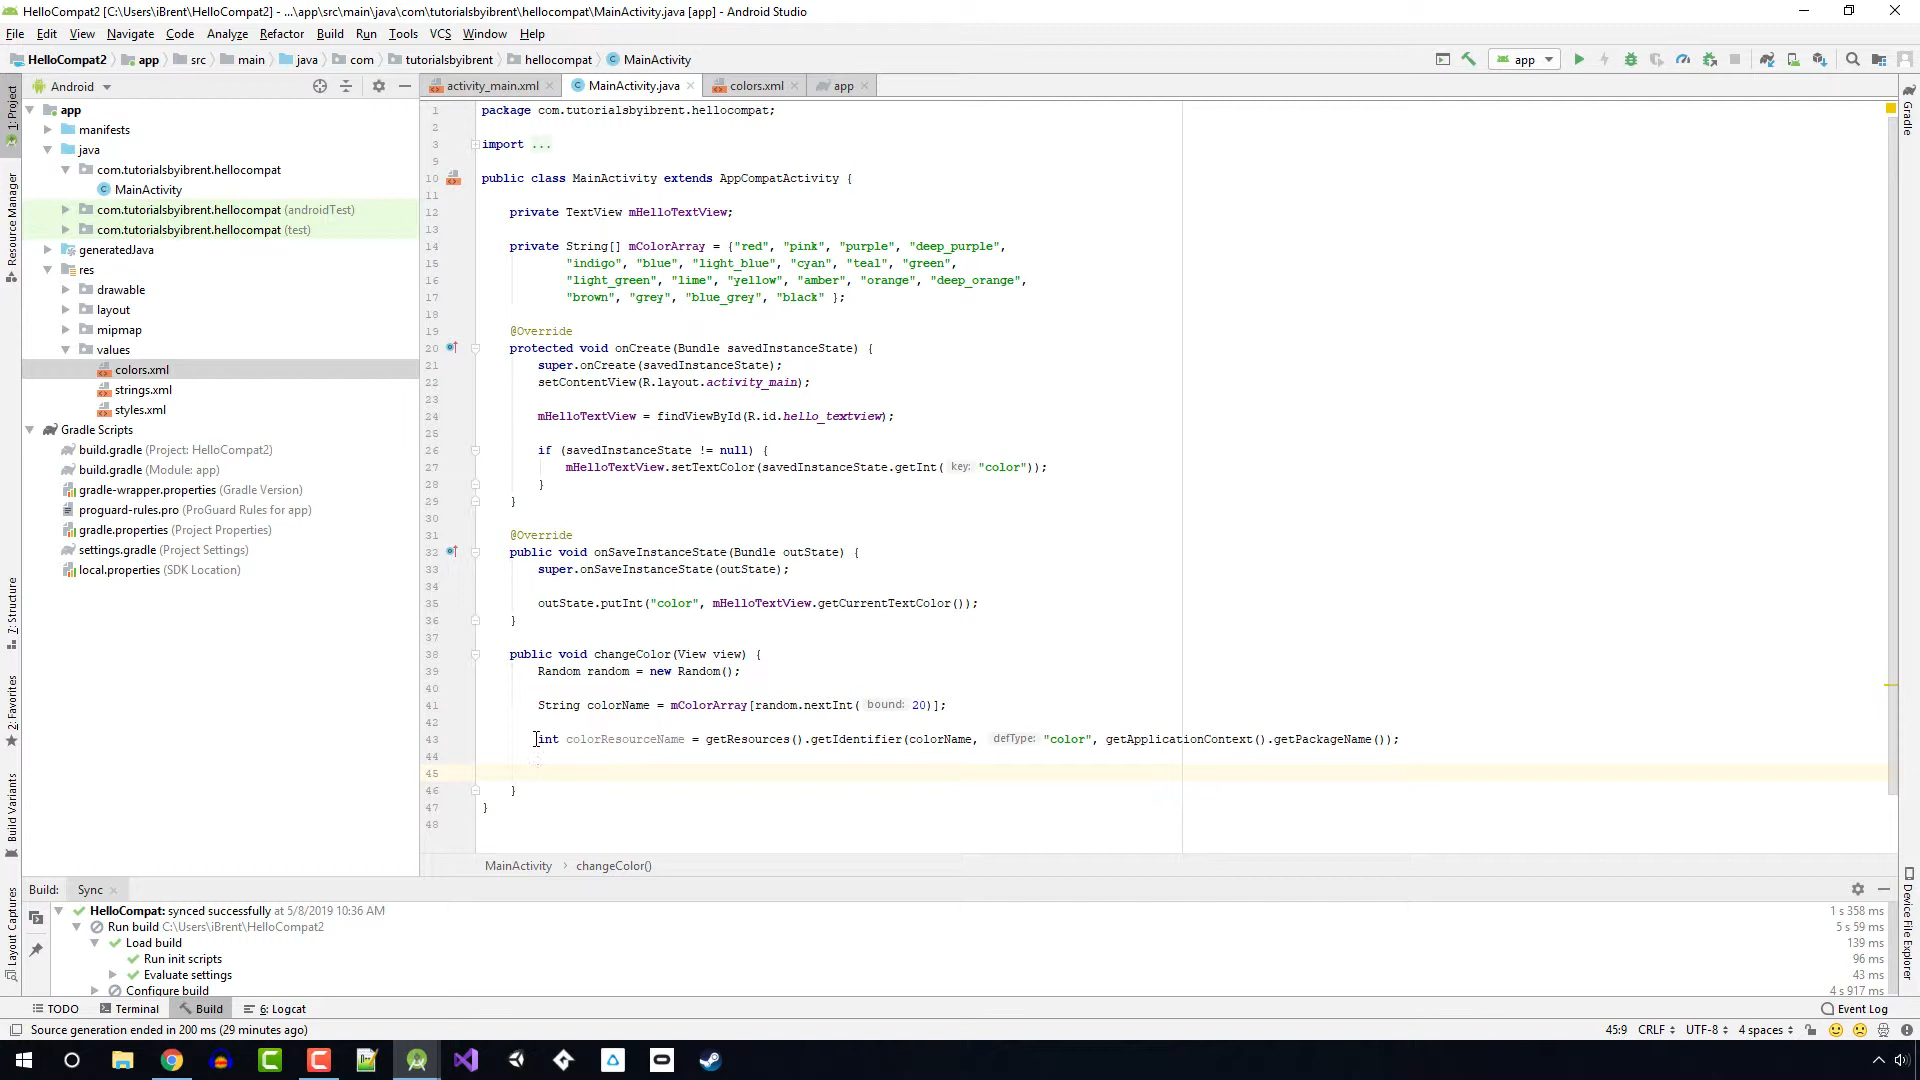 HelloCompat2 [C:\Users\iBrent\HelloCompat2] - ...\app\src\main\java\com\tutorialsbyibrent\hellocompat\MainActivity.java [app] - Android Studio
File Edit View Navigate Code Analyze Refactor Build Run Tools VCS Window Help
HelloCompat2 app src main java com tutorialsbyibrent hellocompat MainActivity app
Android activity_main.xml MainActivity.java colors.xml app
1: Project
Resource Manager
7: Structure
2: Favorites
Build Variants
Layout Captures
app
manifests
java
com.tutorialsbyibrent.hellocompat
MainActivity
com.tutorialsbyibrent.hellocompat (androidTest)
com.tutorialsbyibrent.hellocompat (test)
generatedJava
res
drawable
layout
mipmap
values
colors.xml
strings.xml
styles.xml
Gradle Scripts
build.gradle (Project: HelloCompat2)
build.gradle (Module: app)
gradle-wrapper.properties (Gradle Version)
proguard-rules.pro (ProGuard Rules for app)
gradle.properties (Project Properties)
settings.gradle (Project Settings)
local.properties (SDK Location)
1 package com.tutorialsbyibrent.hellocompat;
2
3 import ...
9
10 public class MainActivity extends AppCompatActivity {
11
12 private TextView mHelloTextView;
13
14 private String[] mColorArray = {"red", "pink", "purple", "deep_purple",
15 "indigo", "blue", "light_blue", "cyan", "teal", "green",
16 "light_green", "lime", "yellow", "amber", "orange", "deep_orange",
17 "brown", "grey", "blue_grey", "black" };
18
19 @Override
20 protected void onCreate(Bundle savedInstanceState) {
21 super.onCreate(savedInstanceState);
22 setContentView(R.layout.activity_main);
23
24 mHelloTextView = findViewById(R.id.hello_textview);
25
26 if (savedInstanceState != null) {
27 mHelloTextView.setTextColor(savedInstanceState.getInt( key: "color"));
28 }
29 }
30
31 @Override
32 public void onSaveInstanceState(Bundle outState) {
33 super.onSaveInstanceState(outState);
34
35 outState.putInt("color", mHelloTextView.getCurrentTextColor());
36 }
37
38 public void changeColor(View view) {
39 Random random = new Random();
40
41 String colorName = mColorArray[random.nextInt( bound: 20)];
42
43 int colorResourceName = getResources().getIdentifier(colorName, defType: "color", getApplicationContext().getPackageName());
44
45
46 }
47 }
48
MainActivity changeColor()
Gradle
Device File Explorer
Build: Sync
HelloCompat: synced successfully at 5/8/2019 10:36 AM 1 s 358 ms
Run build C:\Users\iBrent\HelloCompat2 5 s 59 ms
Load build 139 ms
Run init scripts 96 ms
Evaluate settings 43 ms
Configure build 4 s 917 ms
TODO Terminal Build 6: Logcat Event Log
Source generation ended in 200 ms (29 minutes ago) 45:9 CRLF UTF-8 4 spaces